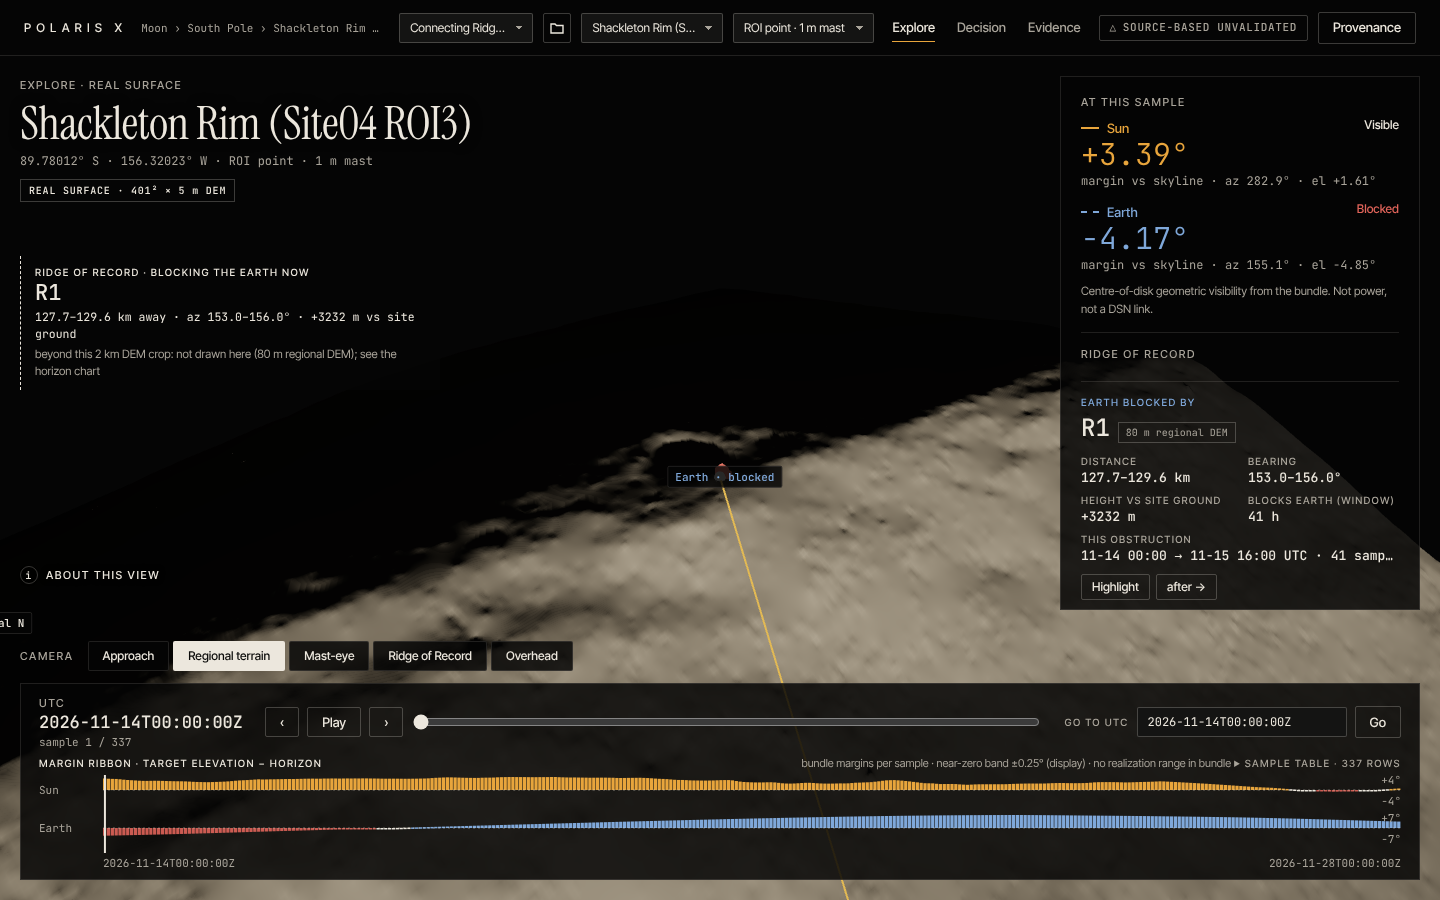 POLARIS X
Moon › South Pole › Shackleton Rim …
Connecting Ridg…
Shackleton Rim (S…
ROI point · 1 m mast
Explore
Decision
Evidence
△ SOURCE-BASED UNVALIDATED
Provenance
EXPLORE · REAL SURFACE
Shackleton Rim (Site04 ROI3)
89.78012° S · 156.32023° W · ROI point · 1 m mast
REAL SURFACE · 401² × 5 m DEM
RIDGE OF RECORD · BLOCKING THE EARTH NOW
R1
127.7–129.6 km away · az 153.0–156.0° · +3232 m vs site
ground
beyond this 2 km DEM crop: not drawn here (80 m regional DEM); see the
horizon chart
AT THIS SAMPLE
Sun
Visible
+3.39°
margin vs skyline · az 282.9° · el +1.61°
Earth
Blocked
-4.17°
margin vs skyline · az 155.1° · el -4.85°
Centre-of-disk geometric visibility from the bundle. Not power,
not a DSN link.
RIDGE OF RECORD
EARTH BLOCKED BY
R1
80 m regional DEM
DISTANCE
127.7–129.6 km
BEARING
153.0–156.0°
HEIGHT VS SITE GROUND
+3232 m
BLOCKS EARTH (WINDOW)
41 h
THIS OBSTRUCTION
11-14 00:00 → 11-15 16:00 UTC · 41 samp…
Highlight
after →
Earth · blocked
i ABOUT THIS VIEW
al N
CAMERA
Approach
Regional terrain
Mast-eye
Ridge of Record
Overhead
UTC
2026-11-14T00:00:00Z
sample 1 / 337
‹
Play
›
GO TO UTC
2026-11-14T00:00:00Z
Go
MARGIN RIBBON · TARGET ELEVATION − HORIZON
bundle margins per sample · near-zero band ±0.25° (display) · no realization range in bundle
▸ SAMPLE TABLE · 337 ROWS
Sun
+4°
-4°
Earth
+7°
-7°
2026-11-14T00:00:00Z
2026-11-28T00:00:00Z